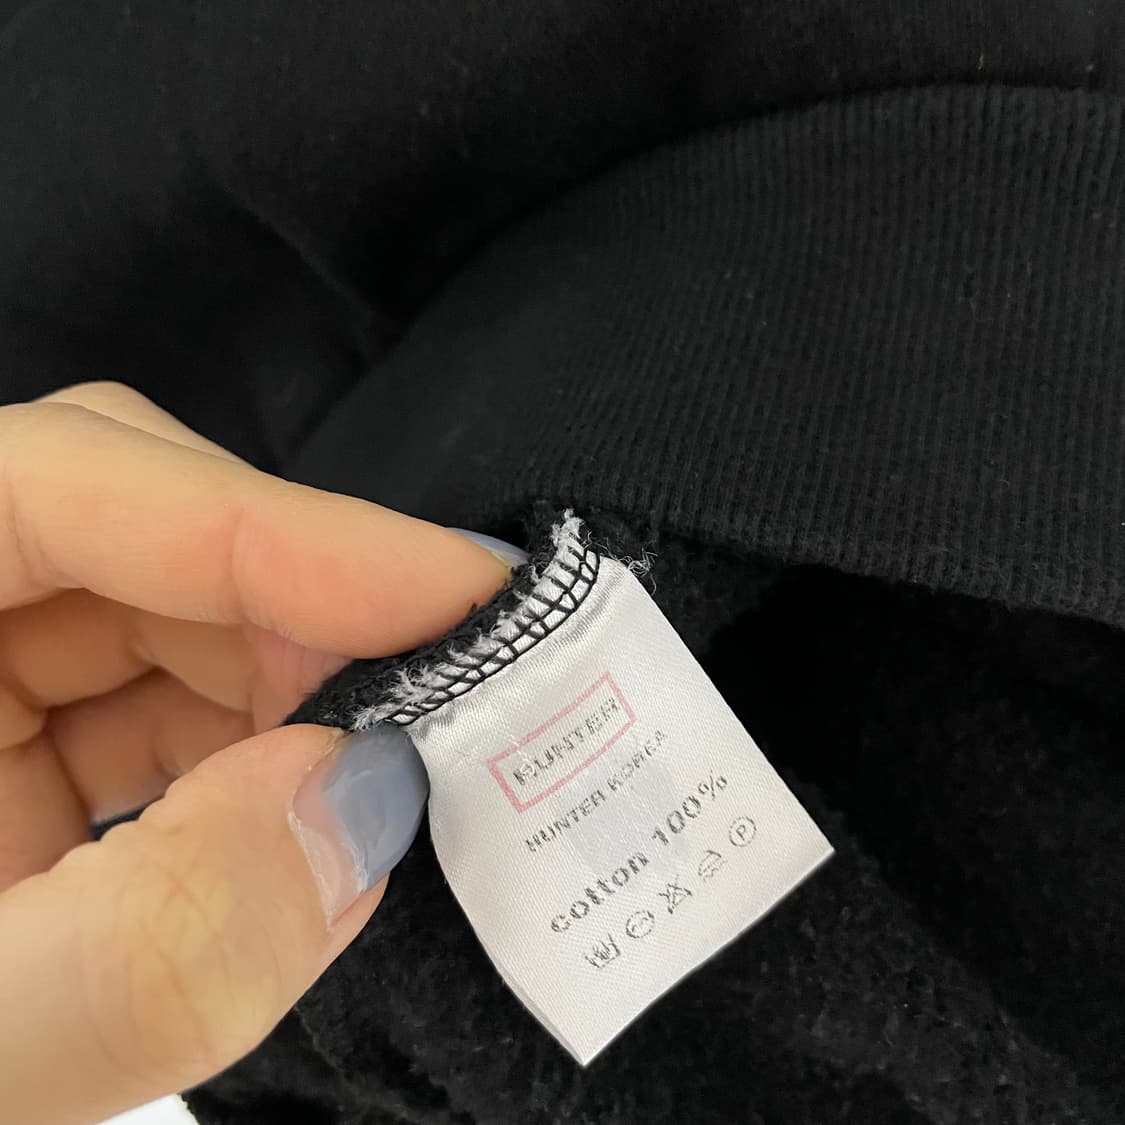 HUNTER
HUNTER KOREA
cotton 100%
P